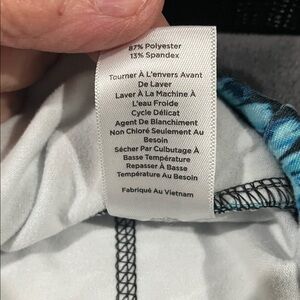 87% Polyester
13% Spandex
Tourner À L'envers Avant
De Laver
Laver À La Machine À
L'eau Froide
Cycle Délicat
Agent De Blanchiment
Non Chloré Seulement Au
Besoin
Sécher Par Culbutage À
Basse Température
Repasser À Basse
Température Au Besoin
Fabriqué Au Vietnam